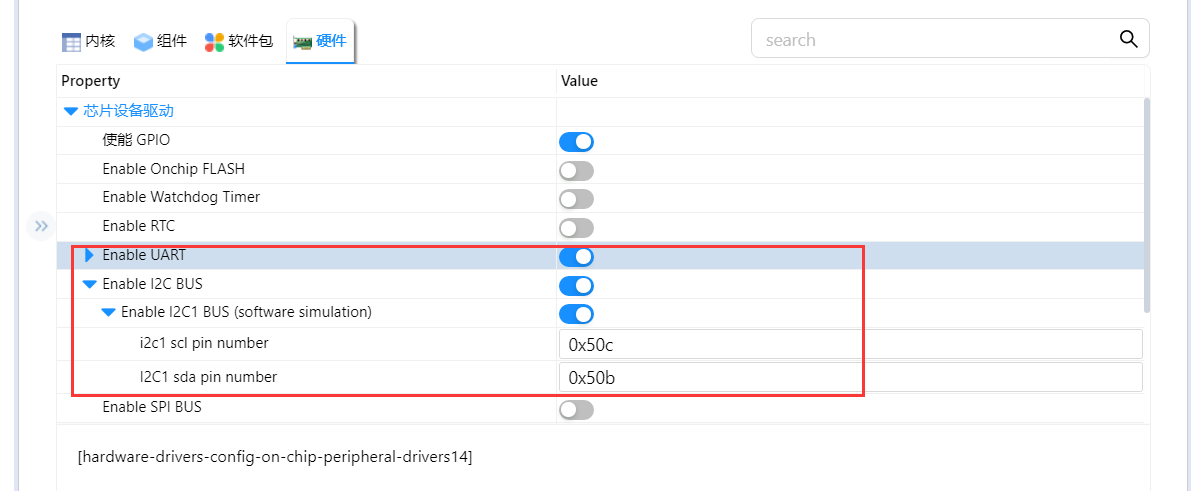 内核 组件 软件包 硬件 search
Property Value
芯片设备驱动
使能 GPIO
Enable Onchip FLASH
Enable Watchdog Timer
Enable RTC
Enable UART
Enable I2C BUS
Enable I2C1 BUS (software simulation)
i2c1 scl pin number 0x50c
I2C1 sda pin number 0x50b
Enable SPI BUS
[hardware-drivers-config-on-chip-peripheral-drivers14]